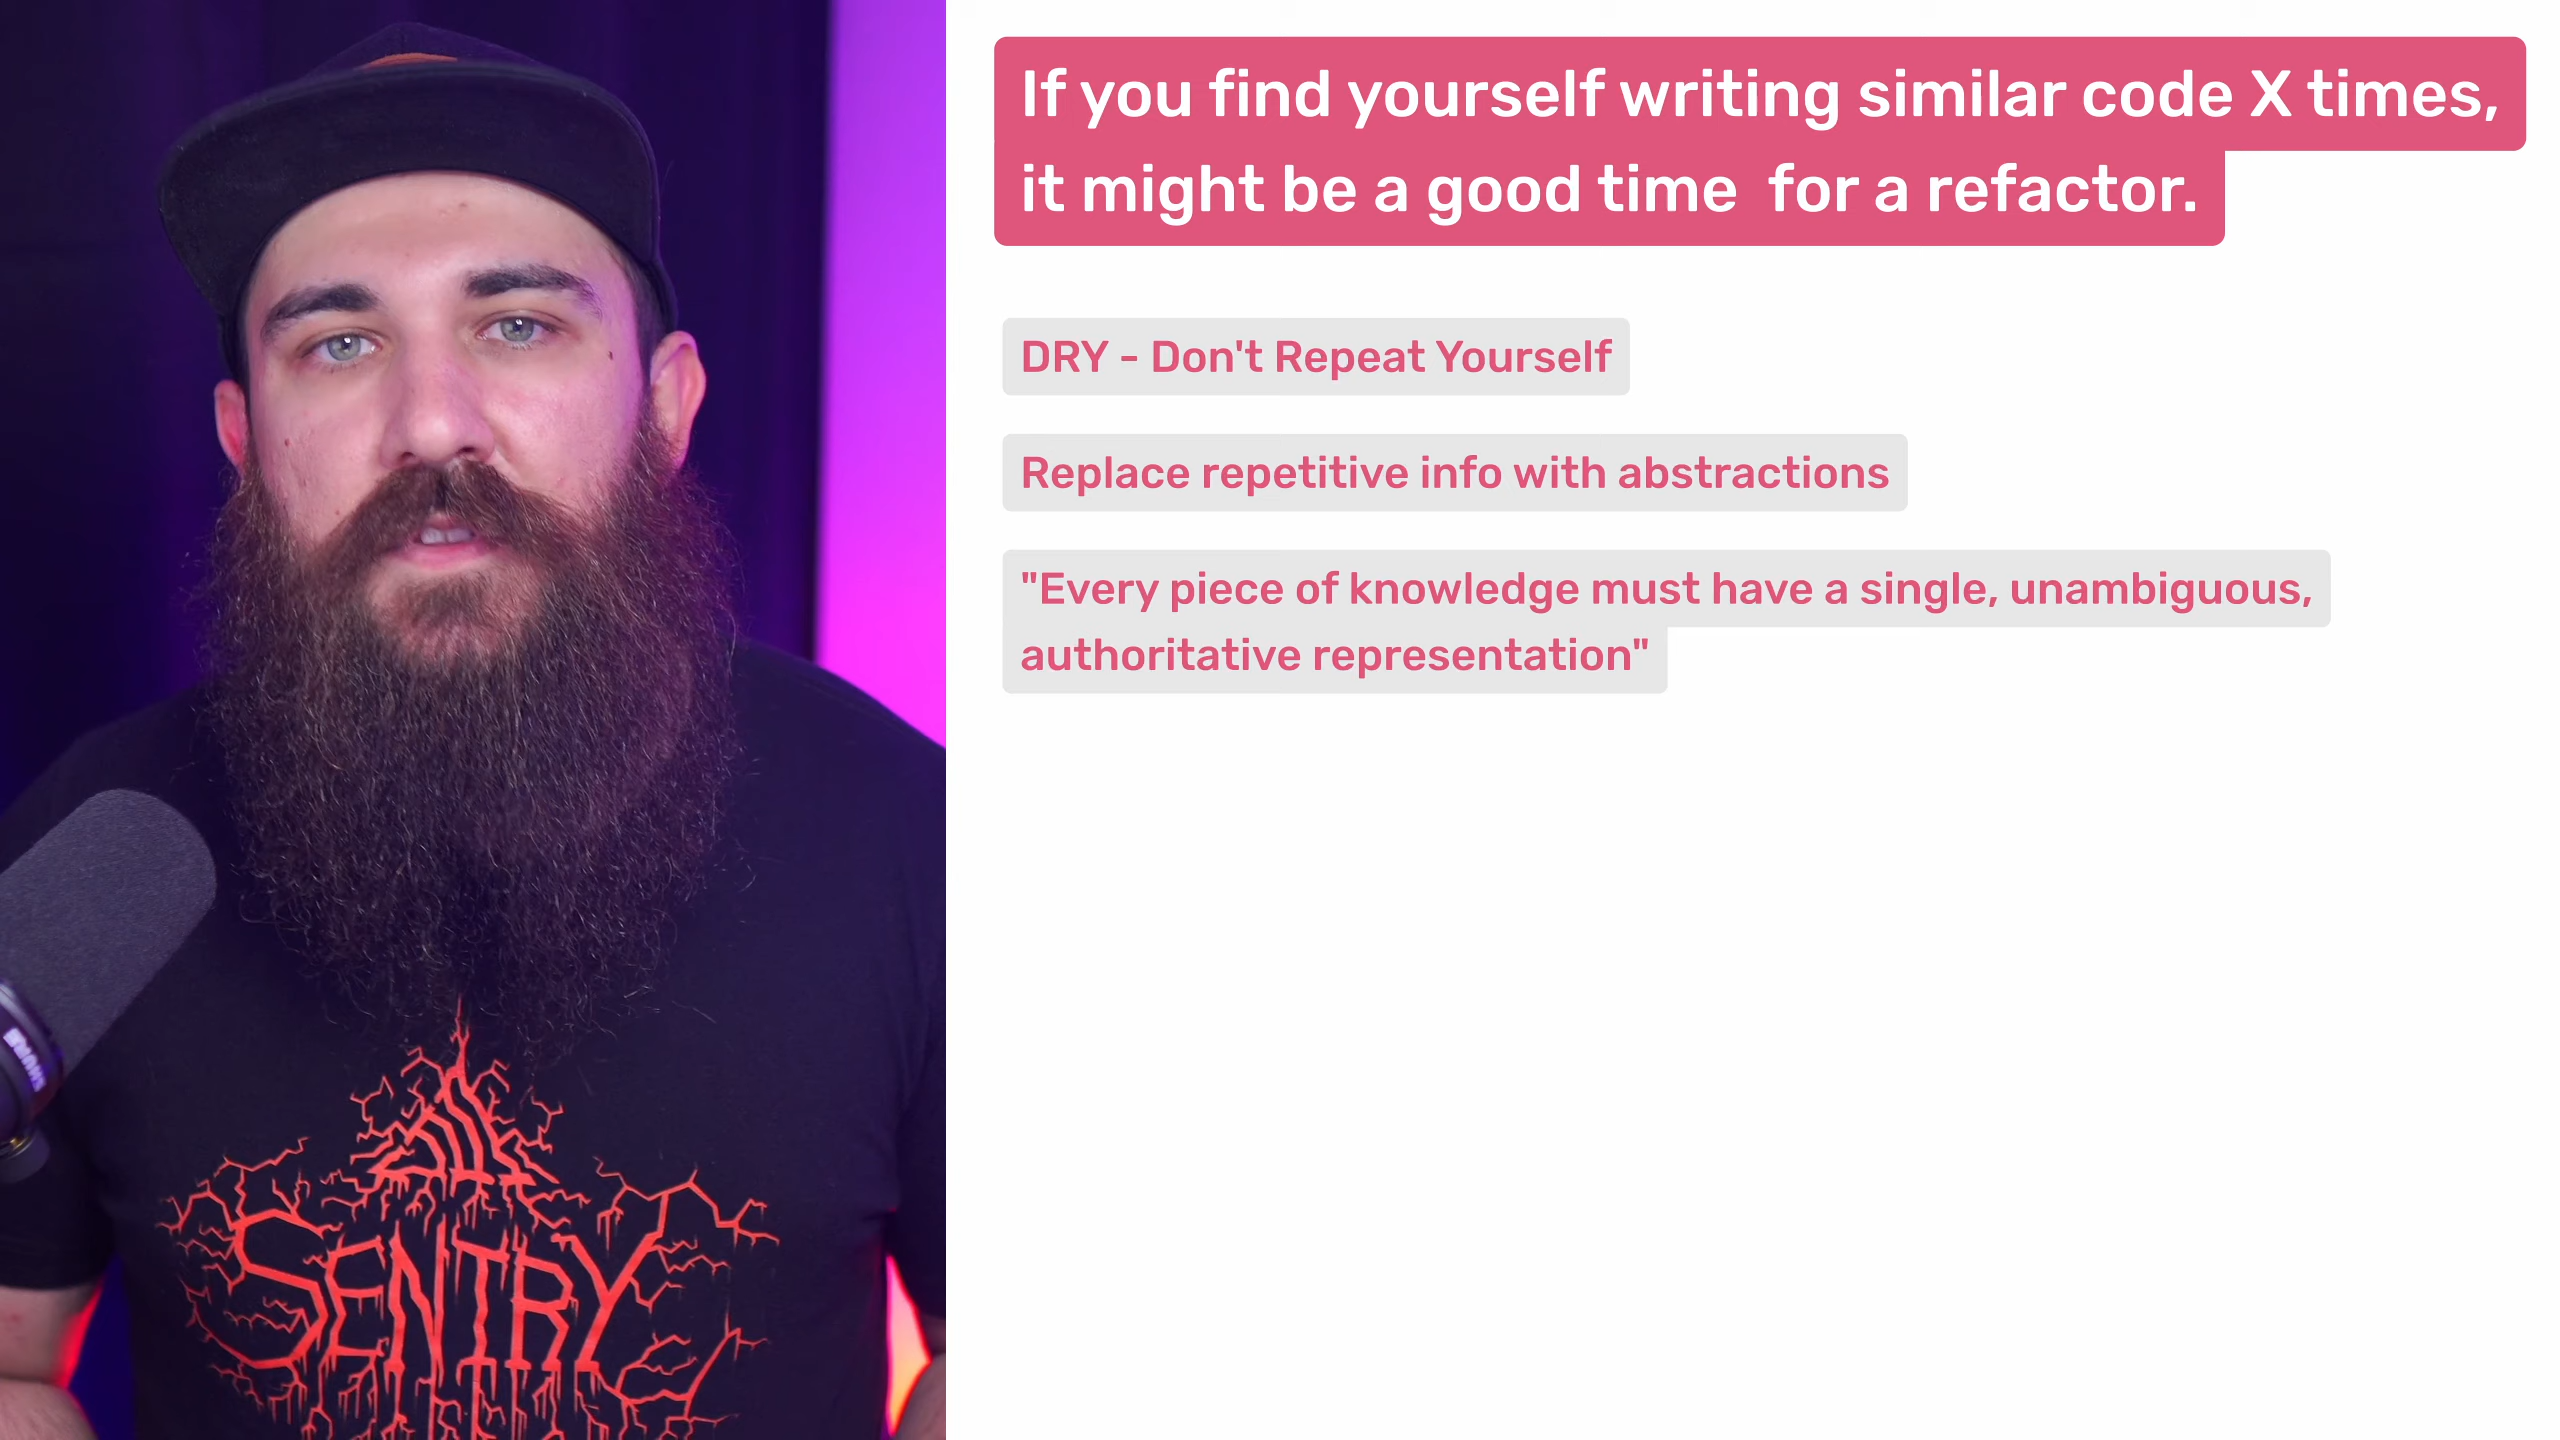 If you find yourself writing similar code X times,
it might be a good time  for a refactor.
DRY - Don't Repeat Yourself
Replace repetitive info with abstractions
"Every piece of knowledge must have a single, unambiguous,
authoritative representation"
SHURE
SENTRY